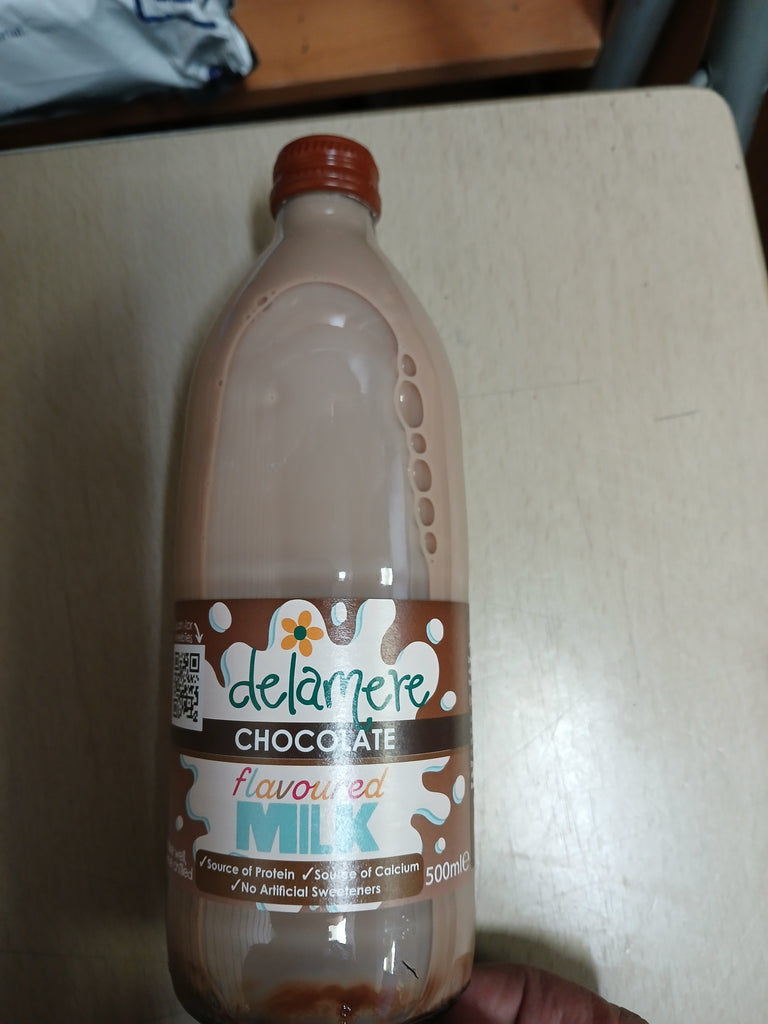 delamere
CHOCOLATE
flavoured
MILK
✓Source of Protein ✓Source of Calcium
✓No Artificial Sweeteners
500ml℮